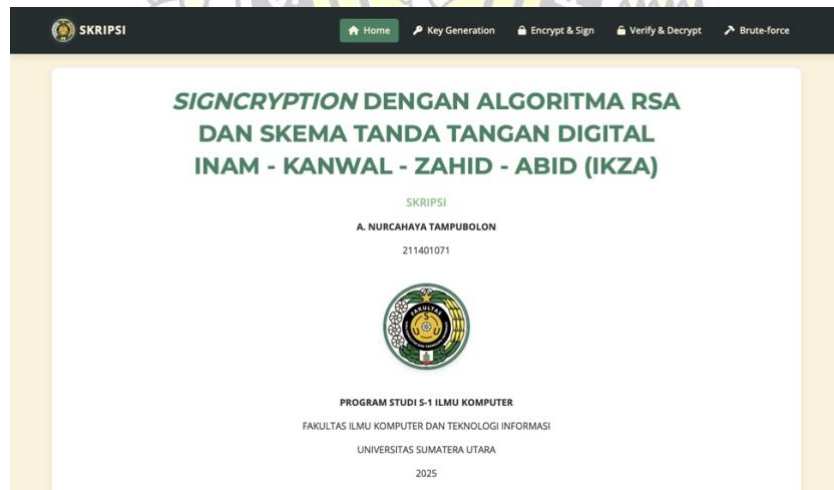 SKRIPSI
Home
Key Generation
Encrypt & Sign
Verify & Decrypt
Brute-force
SIGNCRYPTION DENGAN ALGORITMA RSA
DAN SKEMA TANDA TANGAN DIGITAL
INAM - KANWAL - ZAHID - ABID (IKZA)
SKRIPSI
A. NURCAHAYA TAMPUBOLON
211401071
FAKULTAS
PROGRAM STUDI S-1 ILMU KOMPUTER
FAKULTAS ILMU KOMPUTER DAN TEKNOLOGI INFORMASI
UNIVERSITAS SUMATERA UTARA
2025